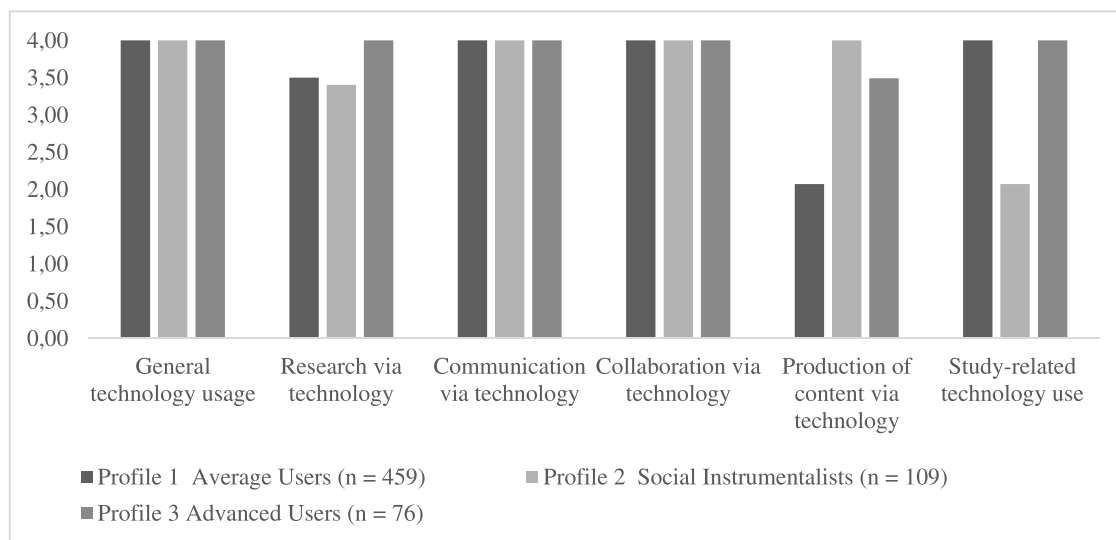 4,00
3,50
3,00
2,50
2,00
1,50
1,00
0,50
0,00
General
technology usage
Research via
technology
Communication
via technology
Collaboration via
technology
Production of
content via
technology
Study-related
technology use
Profile 1  Average Users (n = 459)
Profile 2  Social Instrumentalists (n = 109)
Profile 3 Advanced Users (n = 76)